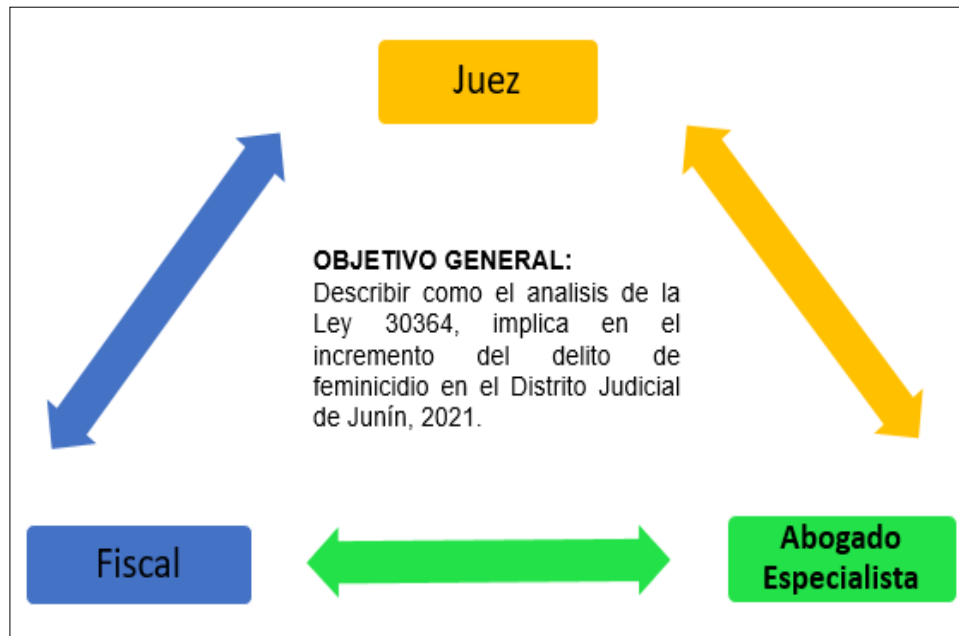 Juez
OBJETIVO GENERAL:
Describir como el analisis de la
Ley 30364, implica en el
incremento del delito de
feminicidio en el Distrito Judicial
de Junín, 2021.
Fiscal
Abogado
Especialista